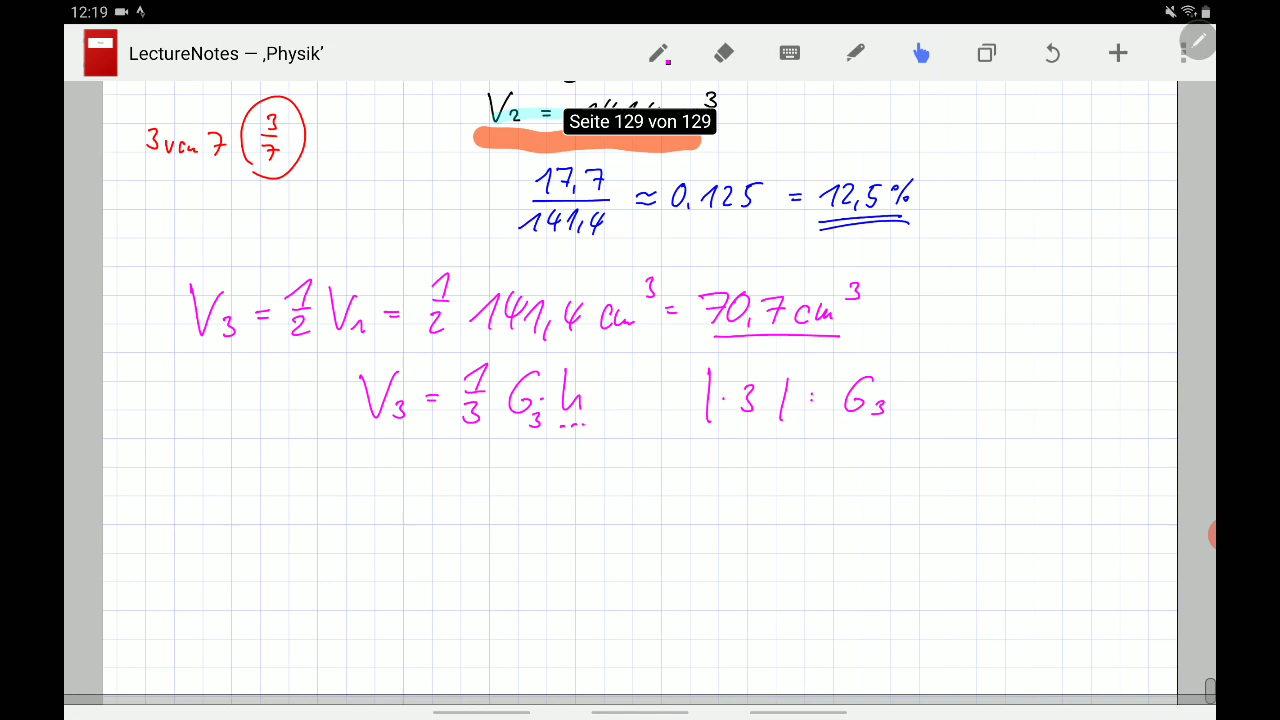 12:19
LectureNotes — ‚Physik'
V₂ =       ³
Seite 129 von 129
3 von 7 3/7
17,7/141,4 ≈ 0,125 = 12,5%
V₃ = 1/2 V₁ = 1/2 141,4 cm³ = 70,7 cm³
V₃ = 1/3 G₃ · h | · 3 | : G₃